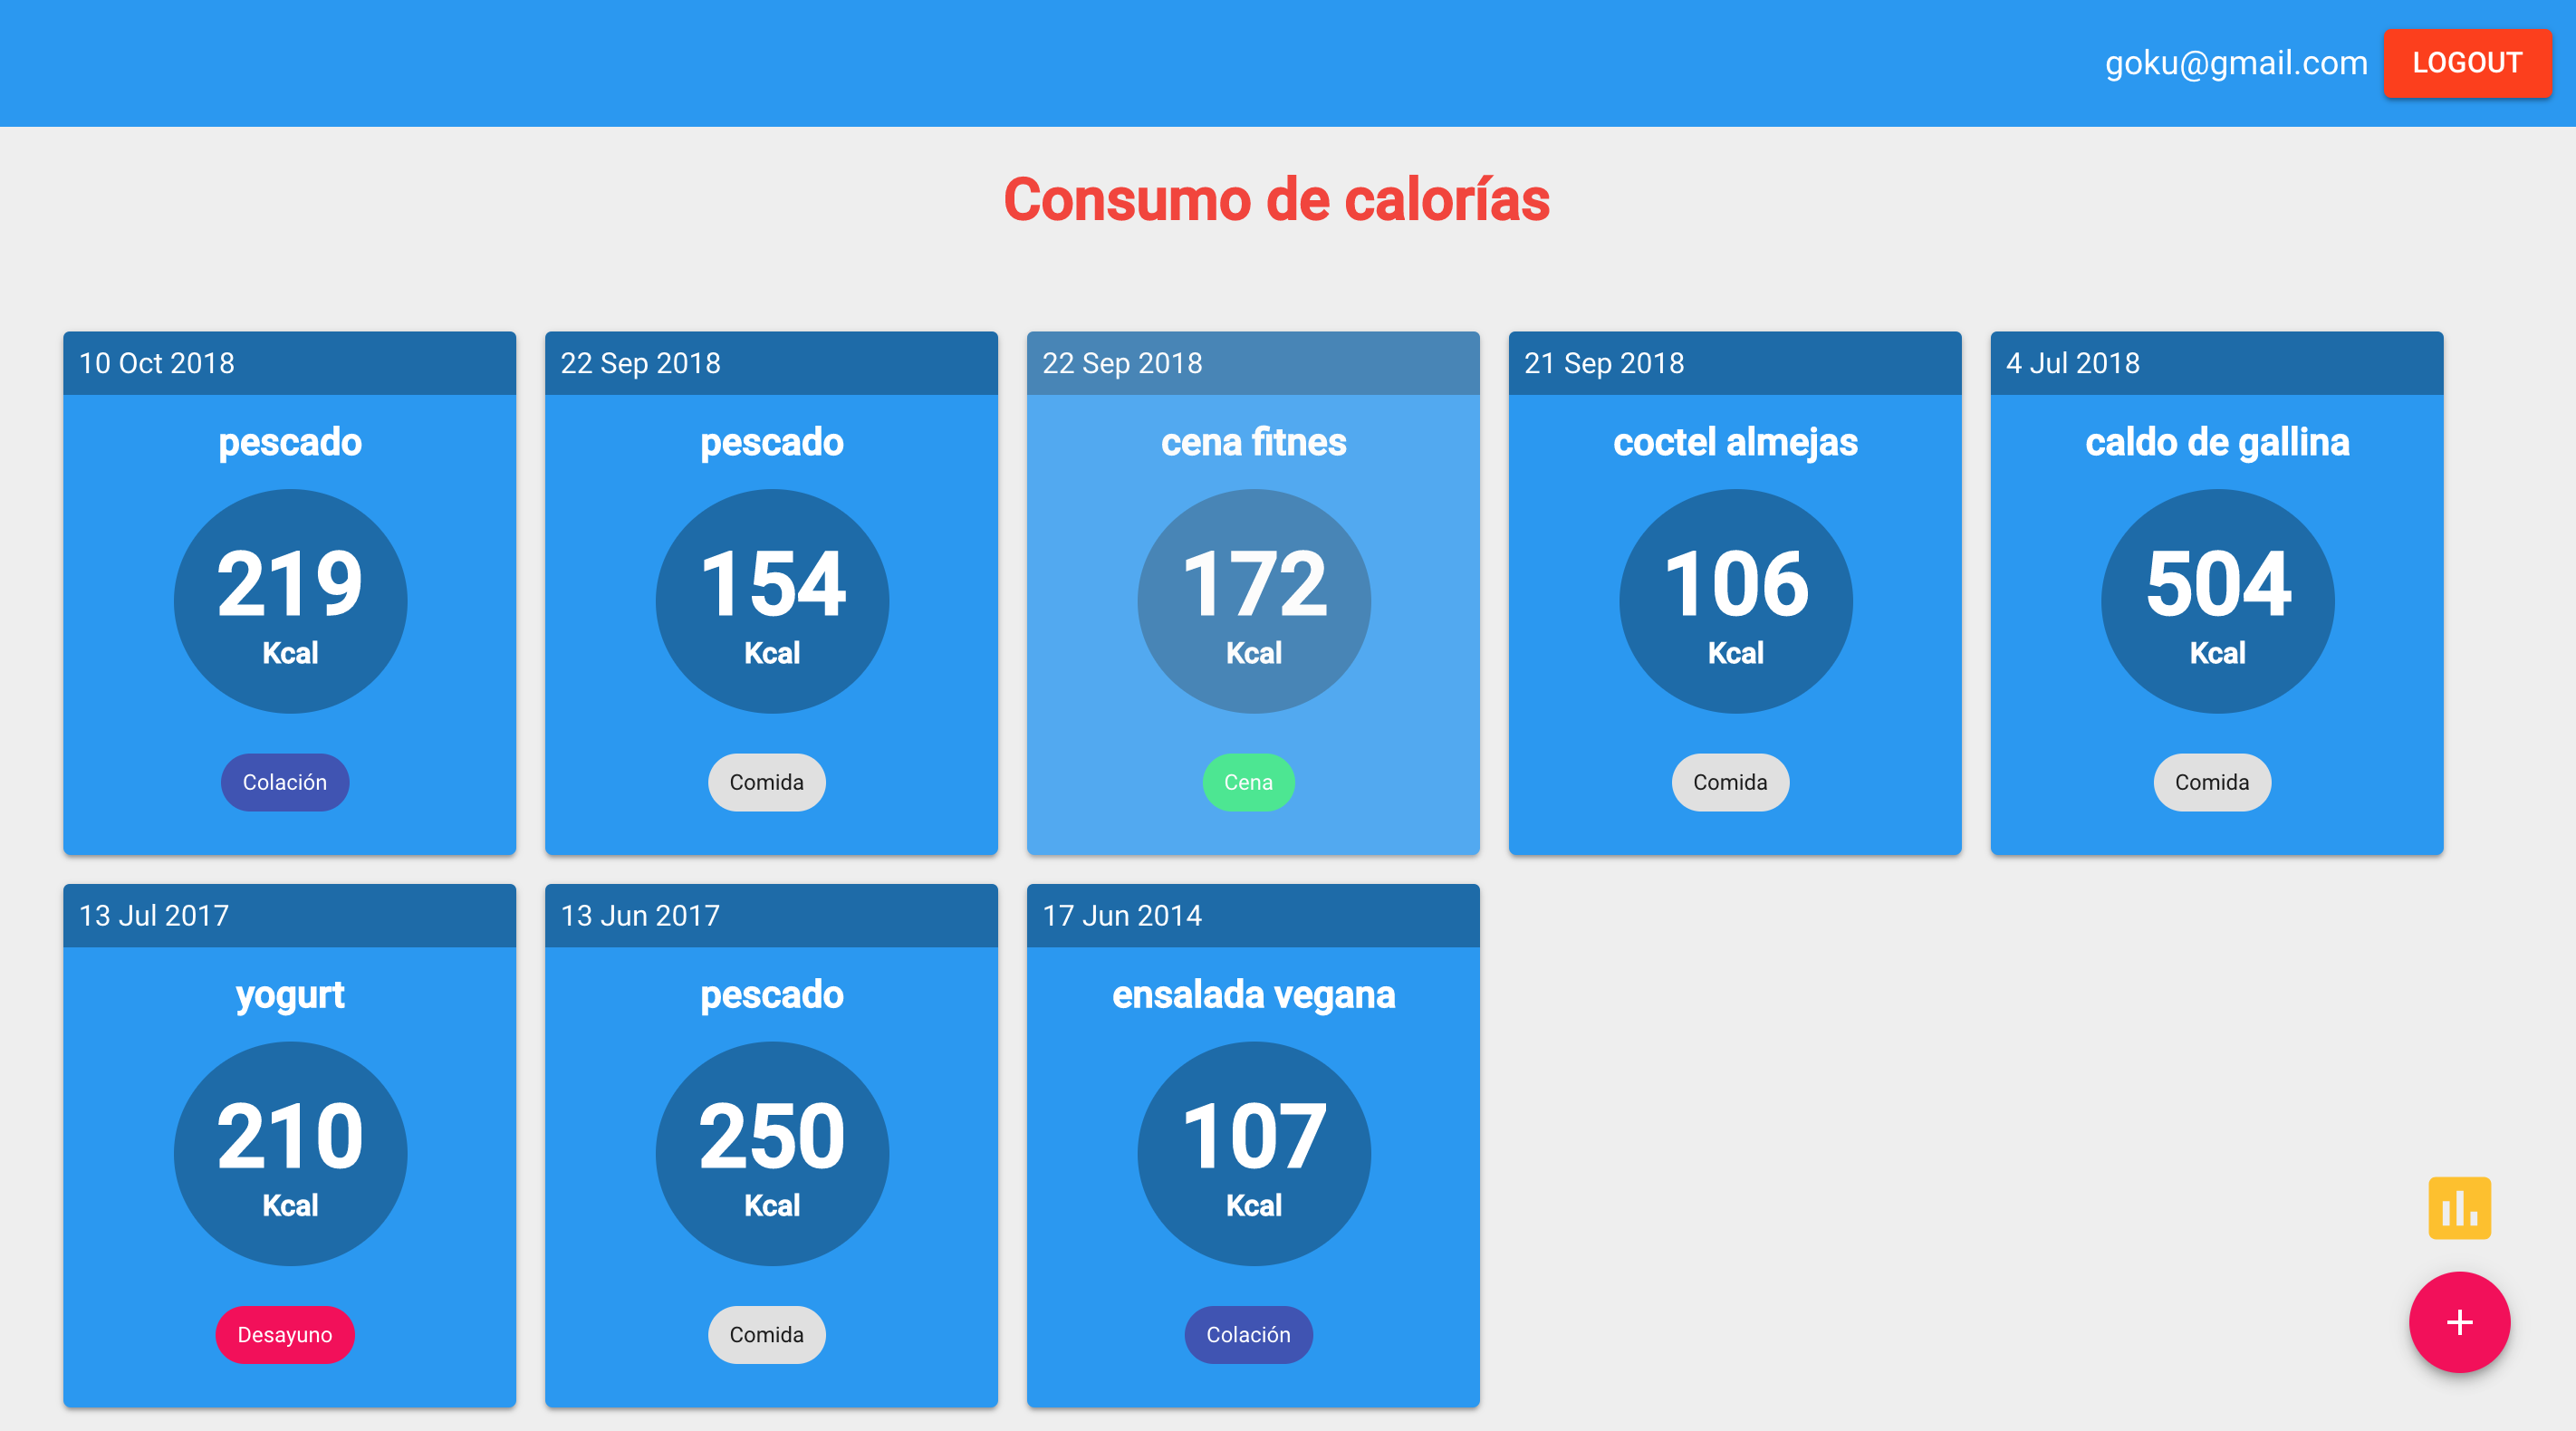 goku@gmail.com LOGOUT
Consumo de calorías
10 Oct 2018
pescado
219
Kcal
Colación
22 Sep 2018
pescado
154
Kcal
Comida
22 Sep 2018
cena fitnes
172
Kcal
Cena
21 Sep 2018
coctel almejas
106
Kcal
Comida
4 Jul 2018
caldo de gallina
504
Kcal
Comida
13 Jul 2017
yogurt
210
Kcal
Desayuno
13 Jun 2017
pescado
250
Kcal
Comida
17 Jun 2014
ensalada vegana
107
Kcal
Colación
+